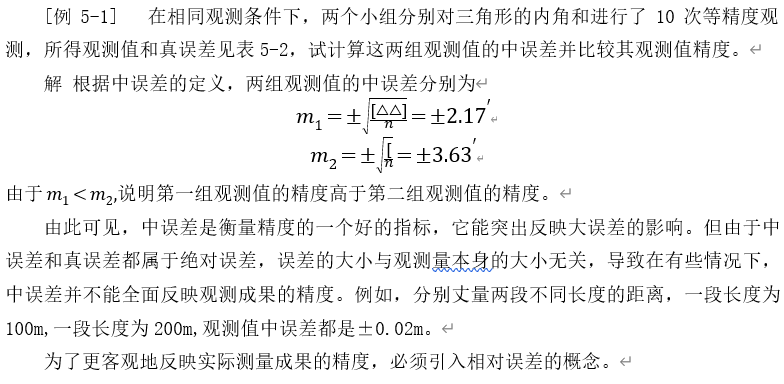 [例 5-1] 在相同观测条件下，两个小组分别对三角形的内角和进行了 10 次等精度观
测，所得观测值和真误差见表 5-2，试计算这两组观测值的中误差并比较其观测值精度。
解 根据中误差的定义，两组观测值的中误差分别为
m₁ = ±√([△△]/n) = ±2.17′
m₂ = ±√([/n) = ±3.63′
由于 m₁ < m₂,说明第一组观测值的精度高于第二组观测值的精度。
由此可见，中误差是衡量精度的一个好的指标，它能突出反映大误差的影响。但由于中
误差和真误差都属于绝对误差，误差的大小与观测量本身的大小无关，导致在有些情况下，
中误差并不能全面反映观测成果的精度。例如，分别丈量两段不同长度的距离，一段长度为
100m,一段长度为 200m,观测值中误差都是±0.02m。
为了更客观地反映实际测量成果的精度，必须引入相对误差的概念。